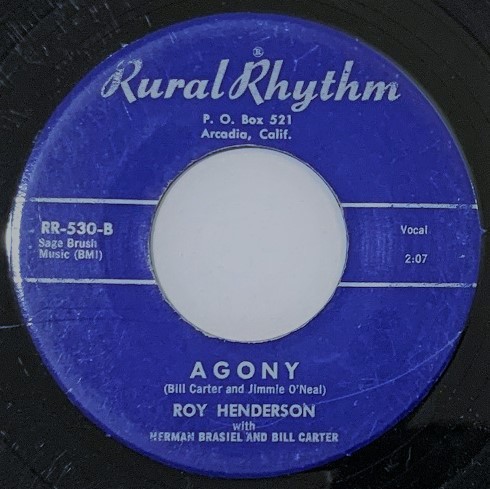 ®
Rural Rhythm
P. O. Box 521
Arcadia, Calif.
RR-530-B
Sage Brush
Music (BMI)
Vocal
2:07
AGONY
(Bill Carter and Jimmie O'Neal)
ROY HENDERSON
with
HERMAN BRASIEL AND BILL CARTER